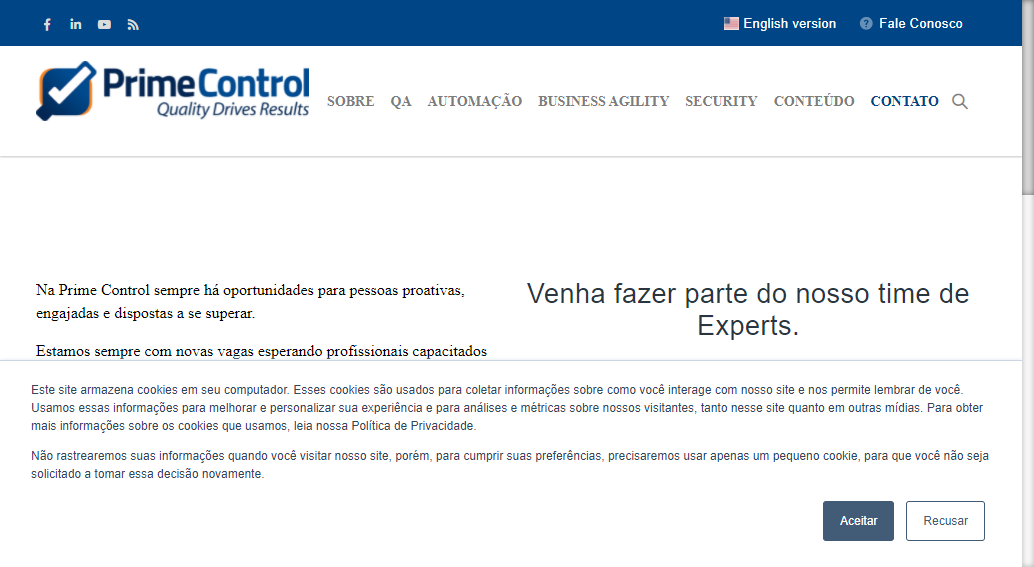 English version
Fale Conosco
PrimeControl
Quality Drives Results
SOBRE QA AUTOMAÇÃO BUSINESS AGILITY SECURITY CONTEÚDO CONTATO
Na Prime Control sempre há oportunidades para pessoas proativas,
engajadas e dispostas a se superar.
Estamos sempre com novas vagas esperando profissionais capacitados
Venha fazer parte do nosso time de
Experts.
Este site armazena cookies em seu computador. Esses cookies são usados para coletar informações sobre como você interage com nosso site e nos permite lembrar de você.
Usamos essas informações para melhorar e personalizar sua experiência e para análises e métricas sobre nossos visitantes, tanto nesse site quanto em outras mídias. Para obter
mais informações sobre os cookies que usamos, leia nossa Política de Privacidade.
Não rastrearemos suas informações quando você visitar nosso site, porém, para cumprir suas preferências, precisaremos usar apenas um pequeno cookie, para que você não seja
solicitado a tomar essa decisão novamente.
Aceitar
Recusar